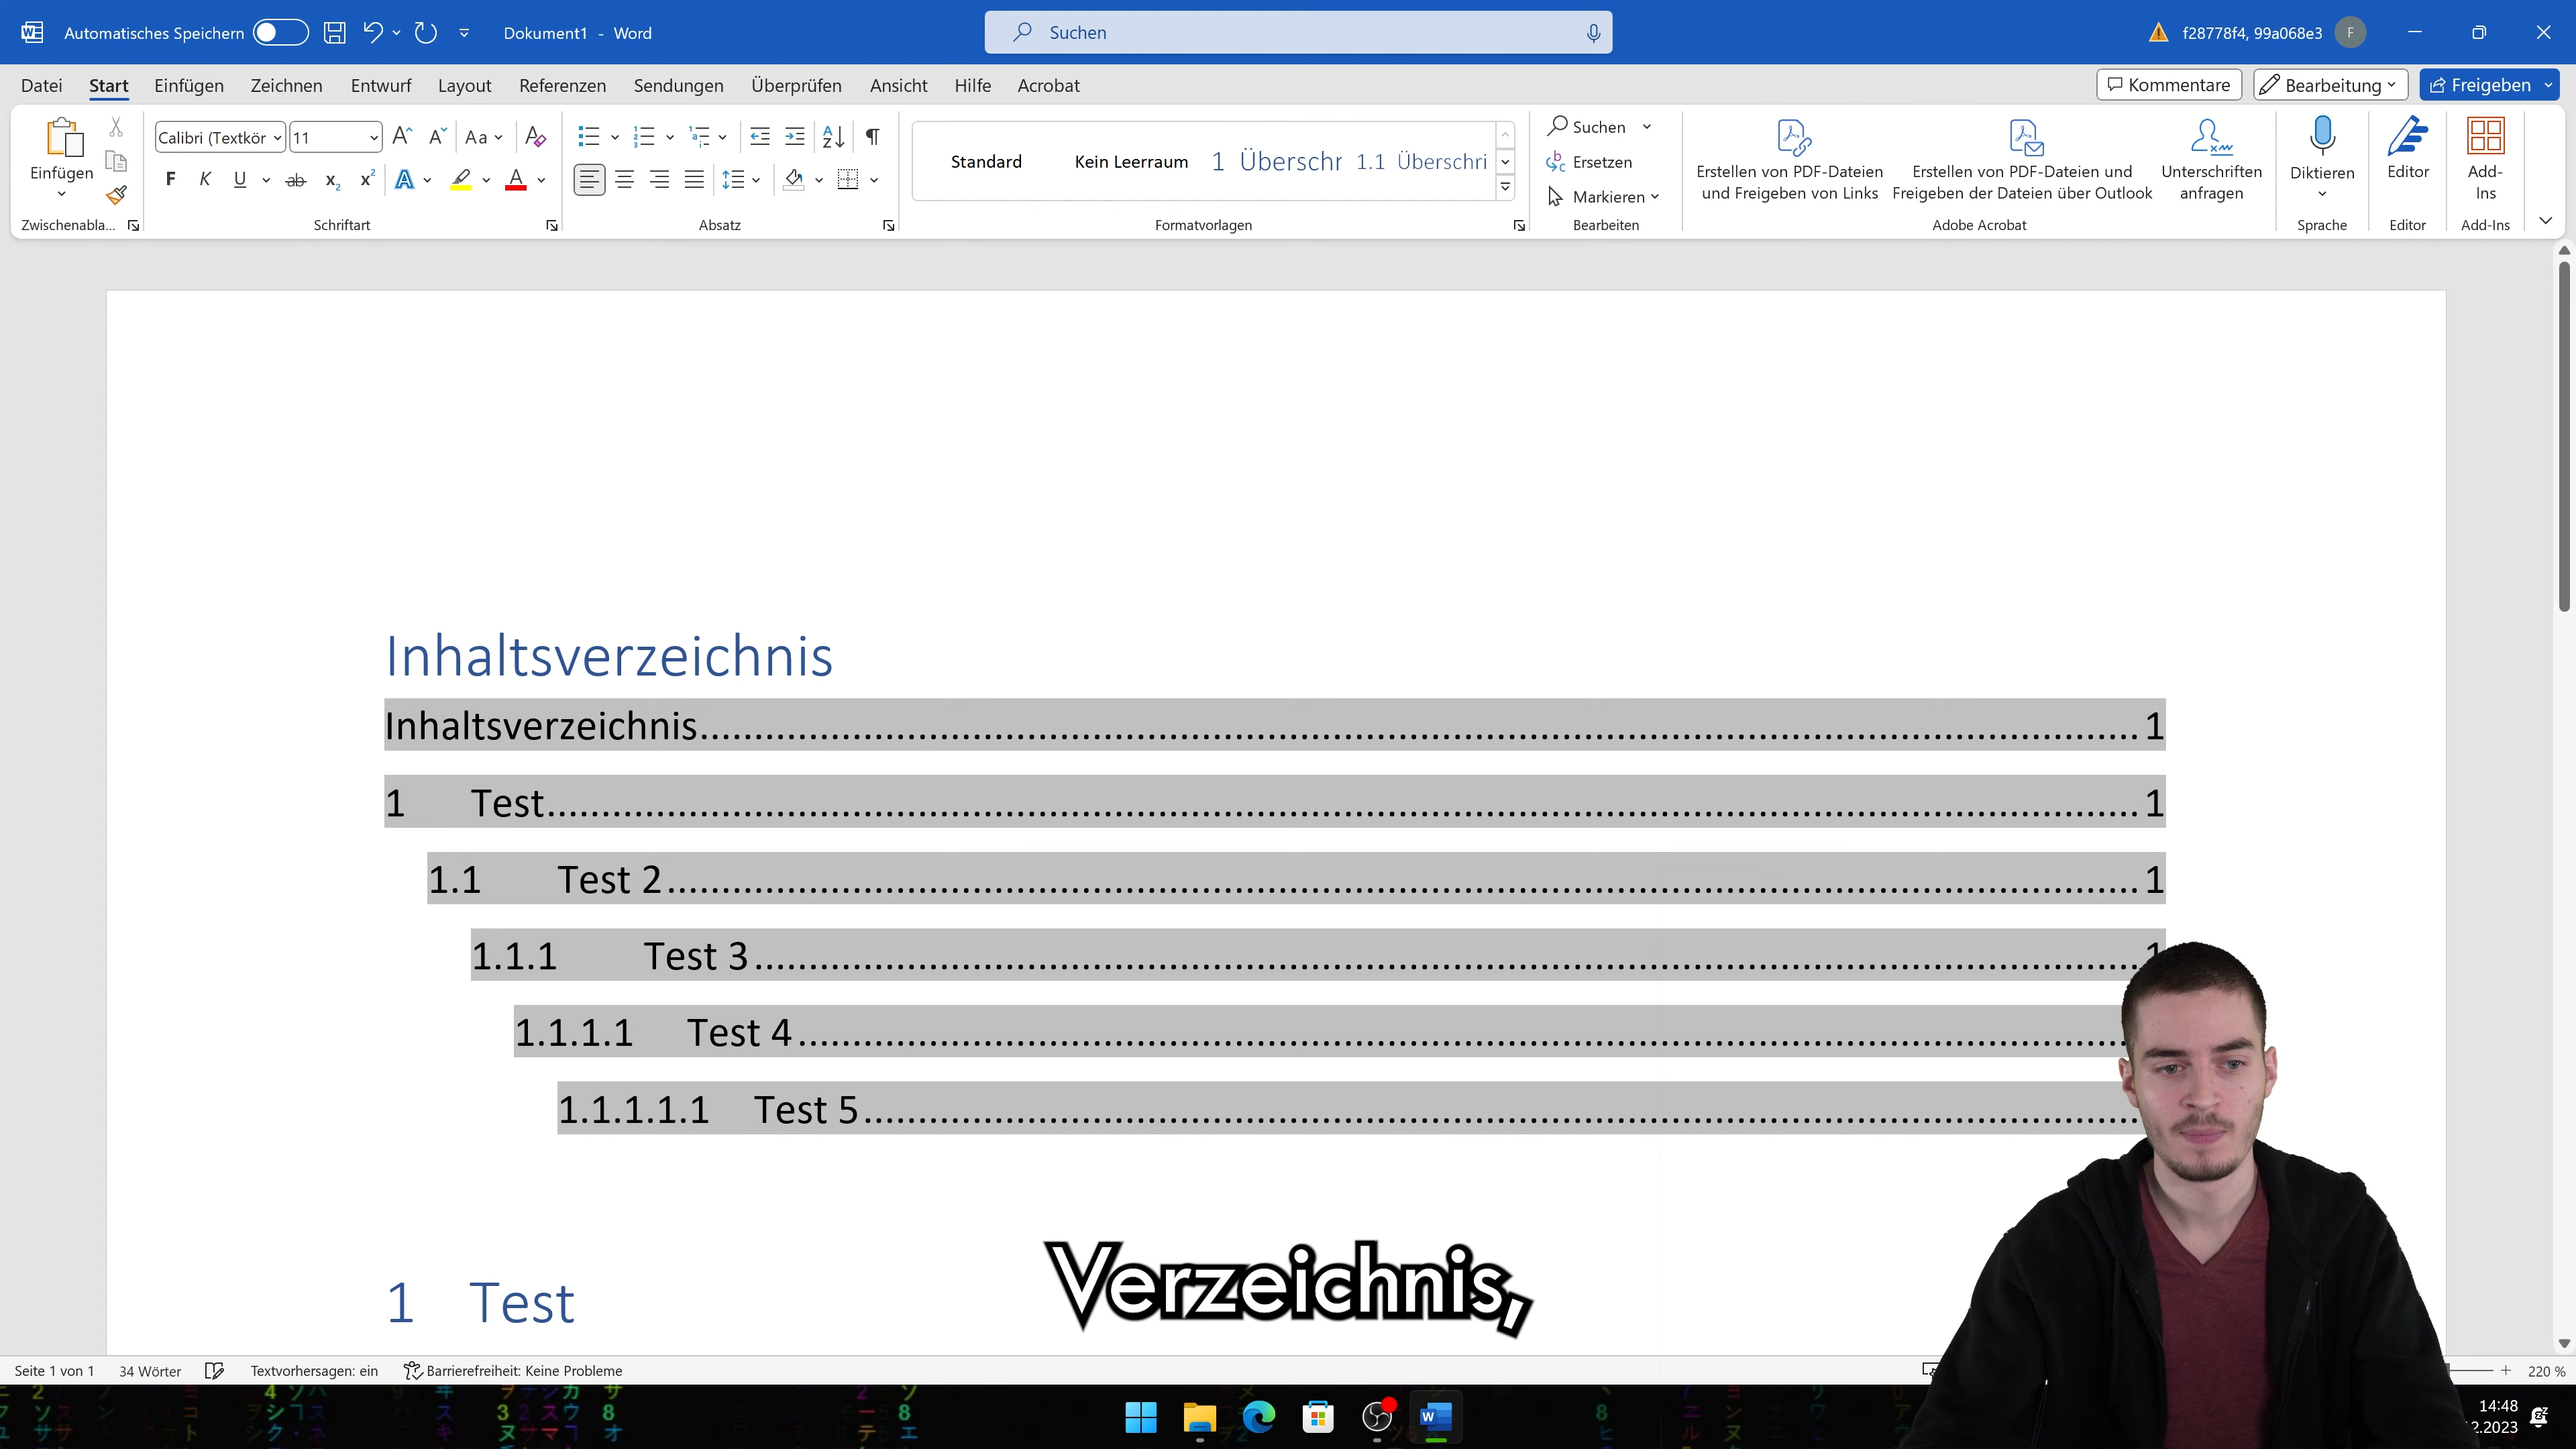 Automatisches Speichern
Dokument1 - Word
Suchen
f28778f4, 99a068e3
F
Datei
Start
Einfügen
Zeichnen
Entwurf
Layout
Referenzen
Sendungen
Überprüfen
Ansicht
Hilfe
Acrobat
Kommentare
Bearbeitung
Freigeben
Einfügen
Zwischenabla...
Calibri (Textkör
11
Aa
F K U ab x₂ x² A A
Schriftart
Absatz
Standard
Kein Leerraum
1 Überschr
1.1 Überschri
Formatvorlagen
Suchen
Ersetzen
Markieren
Bearbeiten
Erstellen von PDF-Dateien
und Freigeben von Links
Erstellen von PDF-Dateien und
Freigeben der Dateien über Outlook
Unterschriften
anfragen
Adobe Acrobat
Diktieren
Sprache
Editor
Editor
Add-
Ins
Add-Ins
Inhaltsverzeichnis
Inhaltsverzeichnis 1
1 Test 1
1.1 Test 2 1
1.1.1 Test 3 1
1.1.1.1 Test 4
1.1.1.1.1 Test 5
1 Test
Verzeichnis,
Seite 1 von 1
34 Wörter
Textvorhersagen: ein
Barrierefreiheit: Keine Probleme
220 %
14:48
2.2023